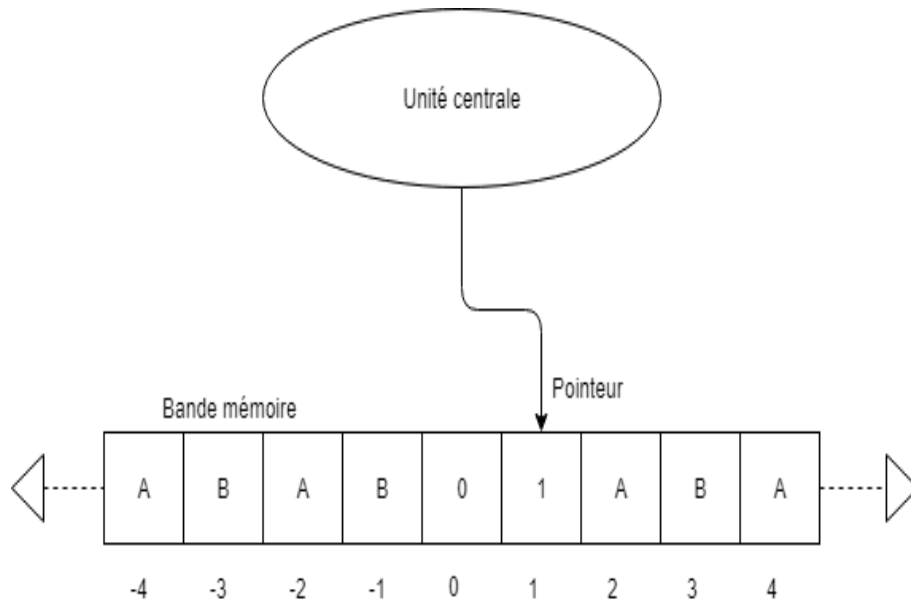 Unité centrale
Pointeur
Bande mémoire
A B A B 0 1 A B A
-4 -3 -2 -1 0 1 2 3 4